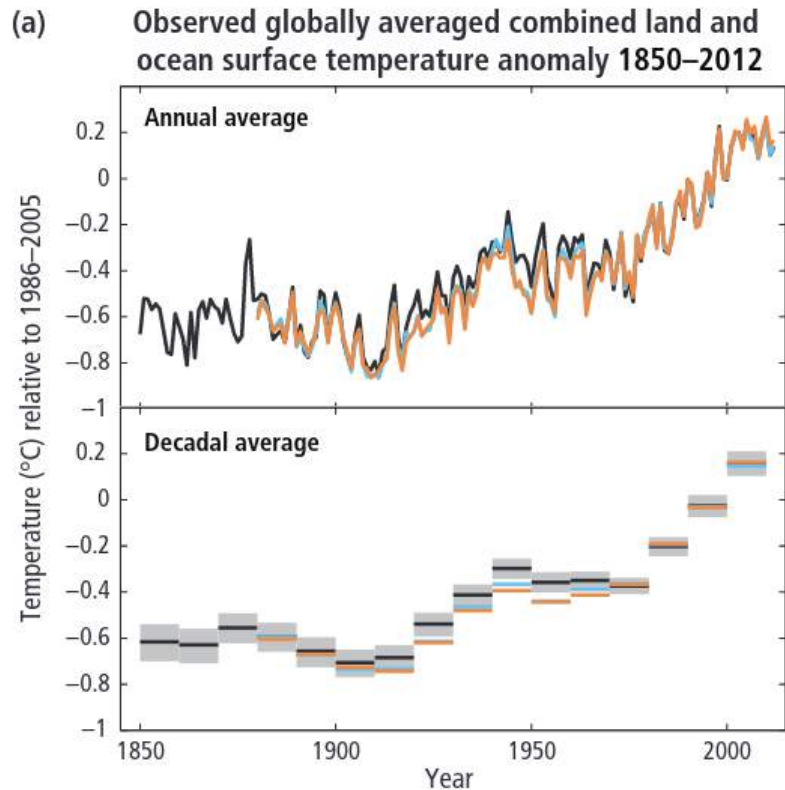 (a)
Observed globally averaged combined land and
ocean surface temperature anomaly 1850–2012
Temperature (°C) relative to 1986–2005
Annual average
0.2
0
−0.2
−0.4
−0.6
−0.8
−1
Decadal average
0.2
0
−0.2
−0.4
−0.6
−0.8
−1
1850
1900
1950
2000
Year